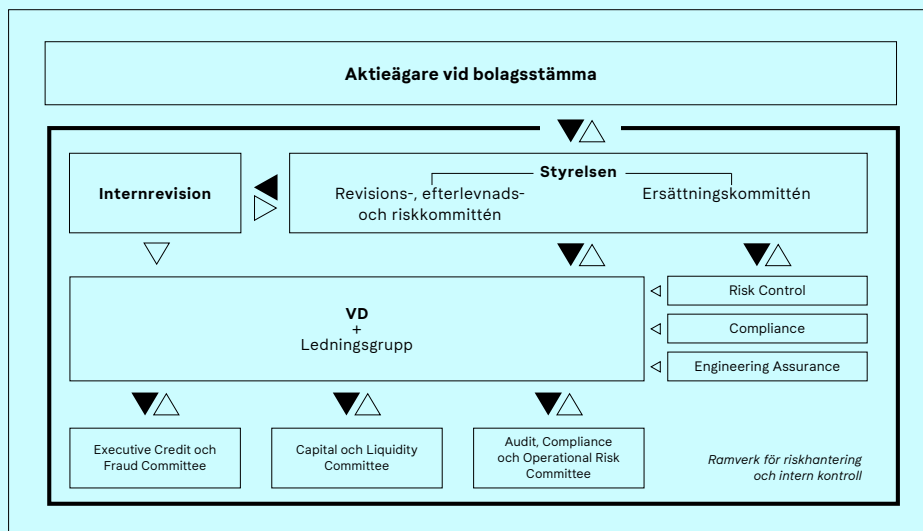 Aktieägare vid bolagsstämma
Internrevision
Styrelsen
Revisions-, efterlevnads-
och riskkommittén
Ersättningskommittén
VD
+
Ledningsgrupp
Risk Control
Compliance
Engineering Assurance
Executive Credit och
Fraud Committee
Capital och Liquidity
Committee
Audit, Compliance
och Operational Risk
Committee
Ramverk för riskhantering
och intern kontroll